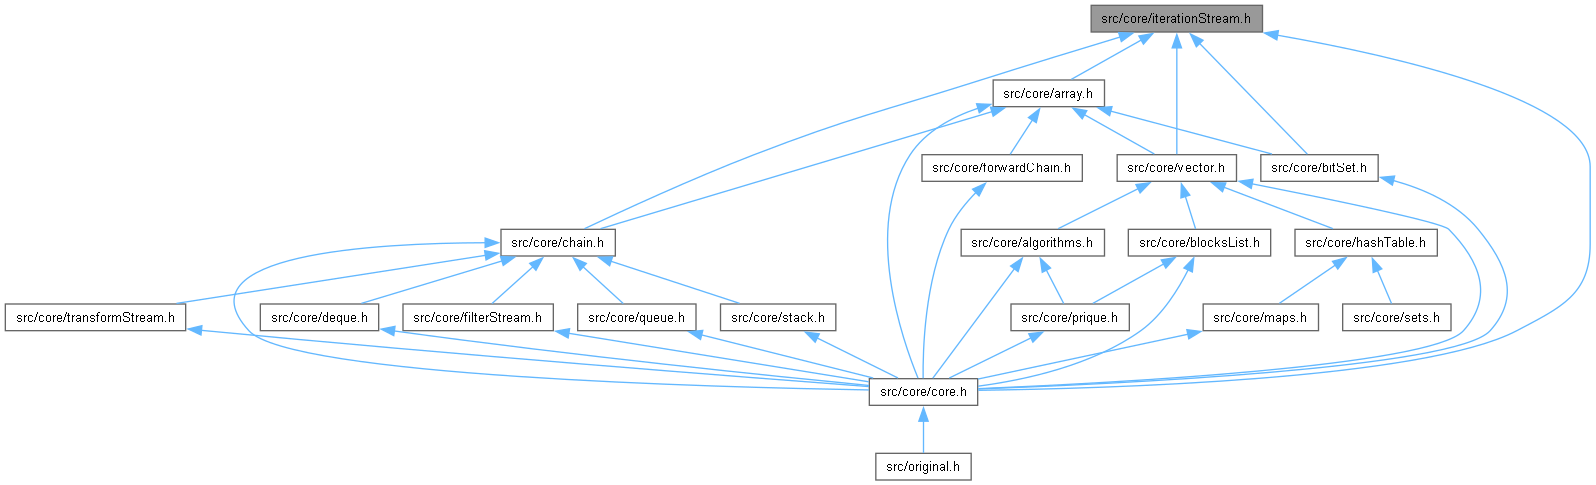 src/core/iterationStream.h
src/core/array.h
src/core/forwardChain.h
src/core/vector.h
src/core/bitSet.h
src/core/chain.h
src/core/algorithms.h
src/core/blocksList.h
src/core/hashTable.h
src/core/transformStream.h
src/core/deque.h
src/core/filterStream.h
src/core/queue.h
src/core/stack.h
src/core/prique.h
src/core/maps.h
src/core/sets.h
src/core/core.h
src/original.h